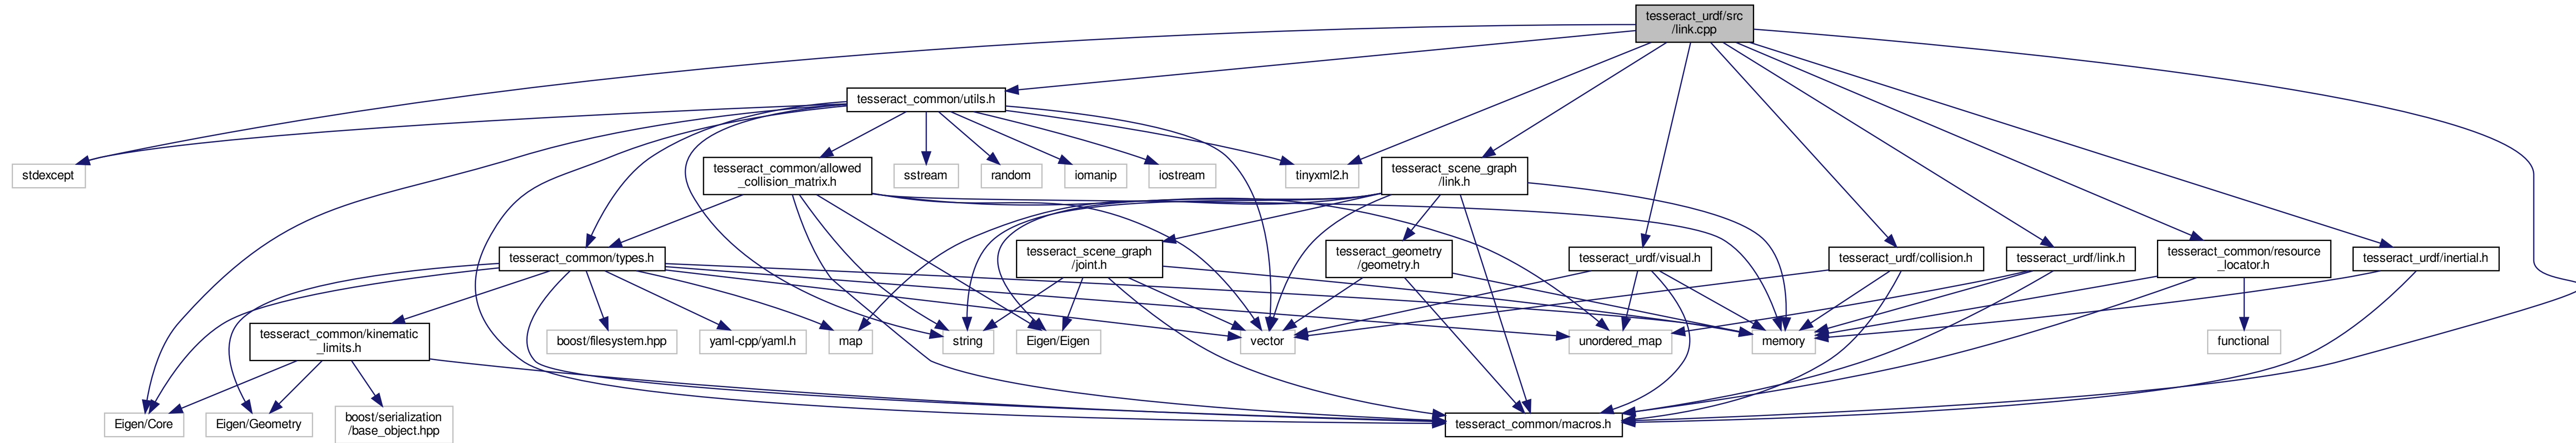 tesseract_urdf/src
/link.cpp
tesseract_common/utils.h
stdexcept
tesseract_common/allowed
_collision_matrix.h
sstream
random
iomanip
iostream
tinyxml2.h
tesseract_scene_graph
/link.h
tesseract_common/types.h
tesseract_scene_graph
/joint.h
tesseract_geometry
/geometry.h
tesseract_urdf/visual.h
tesseract_urdf/collision.h
tesseract_urdf/link.h
tesseract_common/resource
_locator.h
tesseract_urdf/inertial.h
tesseract_common/kinematic
_limits.h
boost/filesystem.hpp
yaml-cpp/yaml.h
map
string
Eigen/Eigen
vector
unordered_map
memory
functional
Eigen/Core
Eigen/Geometry
boost/serialization
/base_object.hpp
tesseract_common/macros.h